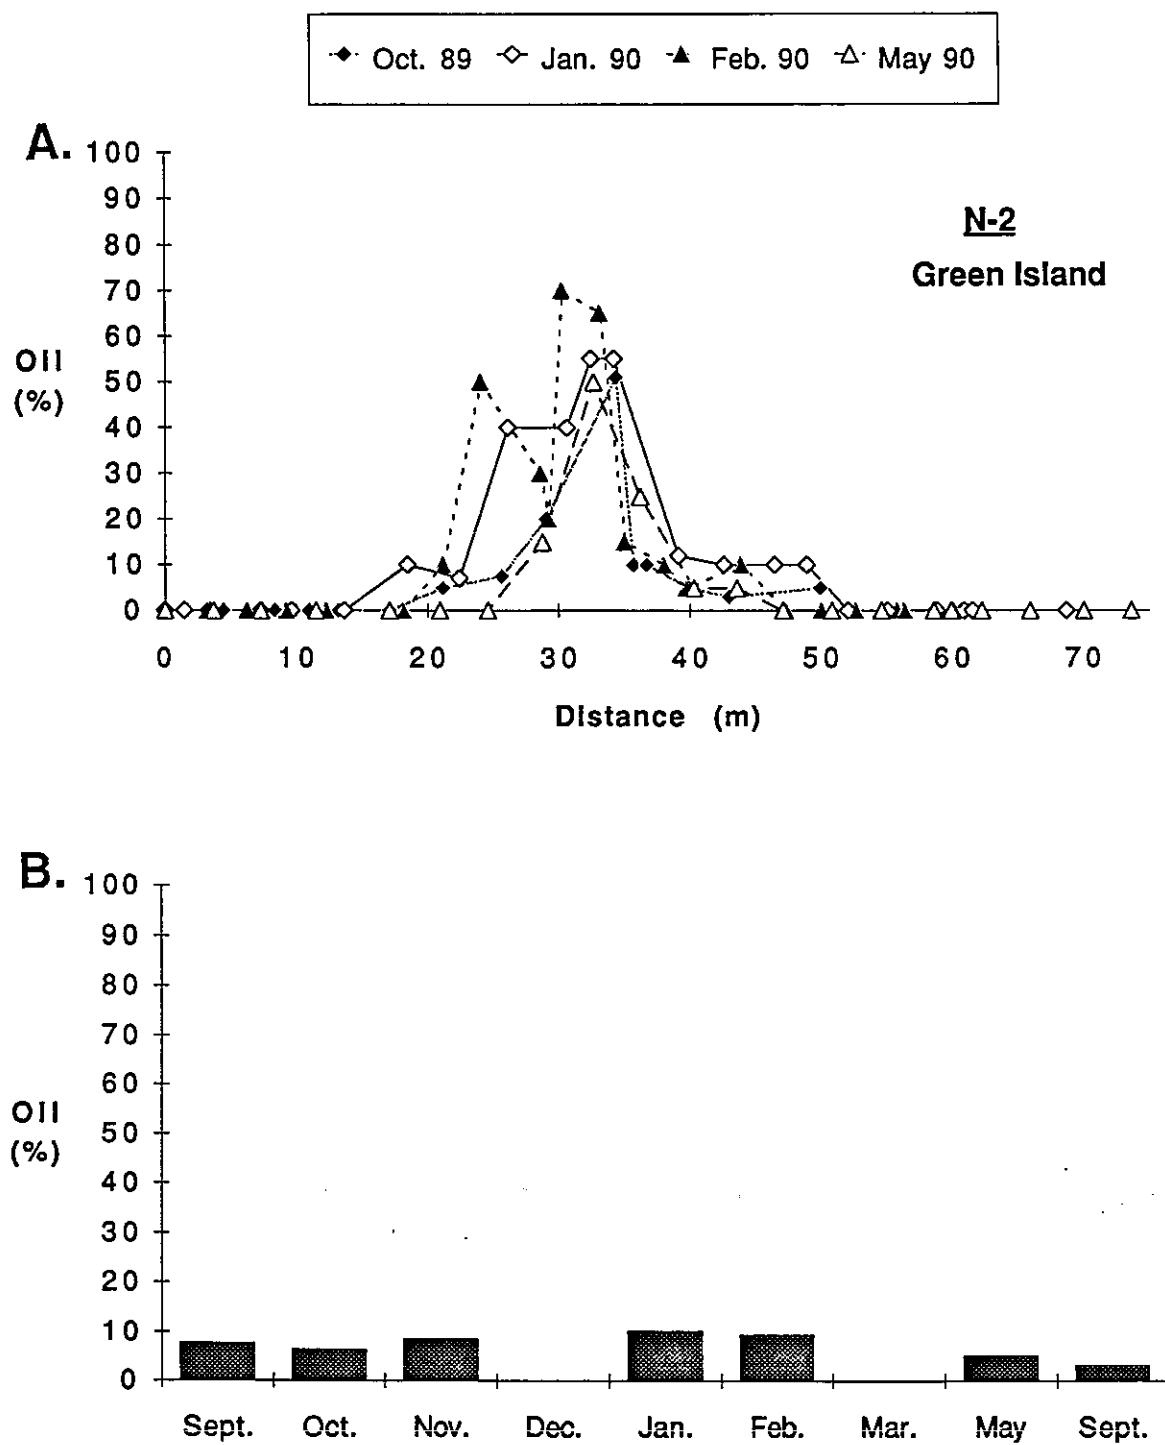 Oct. 89 Jan. 90 Feb. 90 May 90
A.
100
90
80
70
60
50
40
30
20
10
0
N-2
Green Island
Oil
(%)
0 10 20 30 40 50 60 70
Distance (m)
B.
100
90
80
70
60
50
40
30
20
10
0
Oil
(%)
Sept. Oct. Nov. Dec. Jan. Feb. Mar. May Sept.